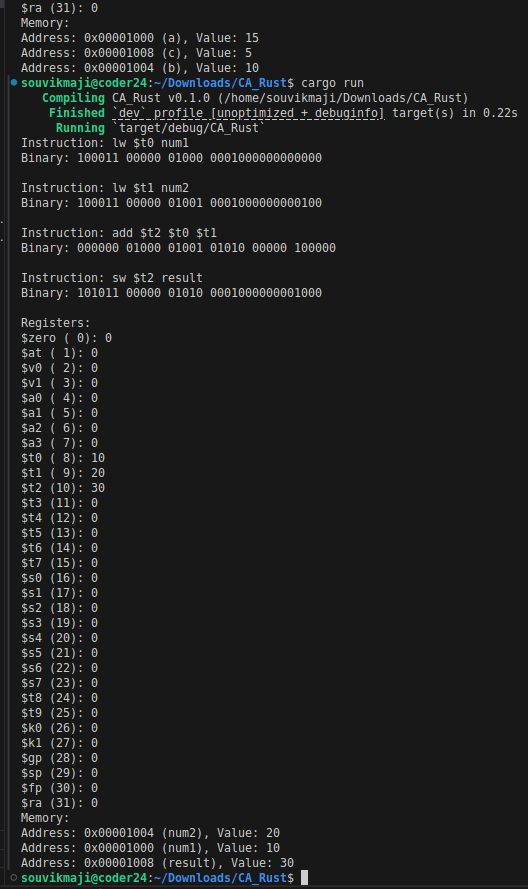 $ra (31): 0
Memory:
Address: 0x00001000 (a), Value: 15
Address: 0x00001008 (c), Value: 5
Address: 0x00001004 (b), Value: 10
souvikmaji@coder24:~/Downloads/CA_Rust$ cargo run
   Compiling CA_Rust v0.1.0 (/home/souvikmaji/Downloads/CA_Rust)
    Finished `dev` profile [unoptimized + debuginfo] target(s) in 0.22s
     Running `target/debug/CA_Rust`
Instruction: lw $t0 num1
Binary: 100011 00000 01000 0001000000000000

Instruction: lw $t1 num2
Binary: 100011 00000 01001 0001000000000100

Instruction: add $t2 $t0 $t1
Binary: 000000 01000 01001 01010 00000 100000

Instruction: sw $t2 result
Binary: 101011 00000 01010 0001000000001000

Registers:
$zero ( 0): 0
$at ( 1): 0
$v0 ( 2): 0
$v1 ( 3): 0
$a0 ( 4): 0
$a1 ( 5): 0
$a2 ( 6): 0
$a3 ( 7): 0
$t0 ( 8): 10
$t1 ( 9): 20
$t2 (10): 30
$t3 (11): 0
$t4 (12): 0
$t5 (13): 0
$t6 (14): 0
$t7 (15): 0
$s0 (16): 0
$s1 (17): 0
$s2 (18): 0
$s3 (19): 0
$s4 (20): 0
$s5 (21): 0
$s6 (22): 0
$s7 (23): 0
$t8 (24): 0
$t9 (25): 0
$k0 (26): 0
$k1 (27): 0
$gp (28): 0
$sp (29): 0
$fp (30): 0
$ra (31): 0
Memory:
Address: 0x00001004 (num2), Value: 20
Address: 0x00001000 (num1), Value: 10
Address: 0x00001008 (result), Value: 30
souvikmaji@coder24:~/Downloads/CA_Rust$